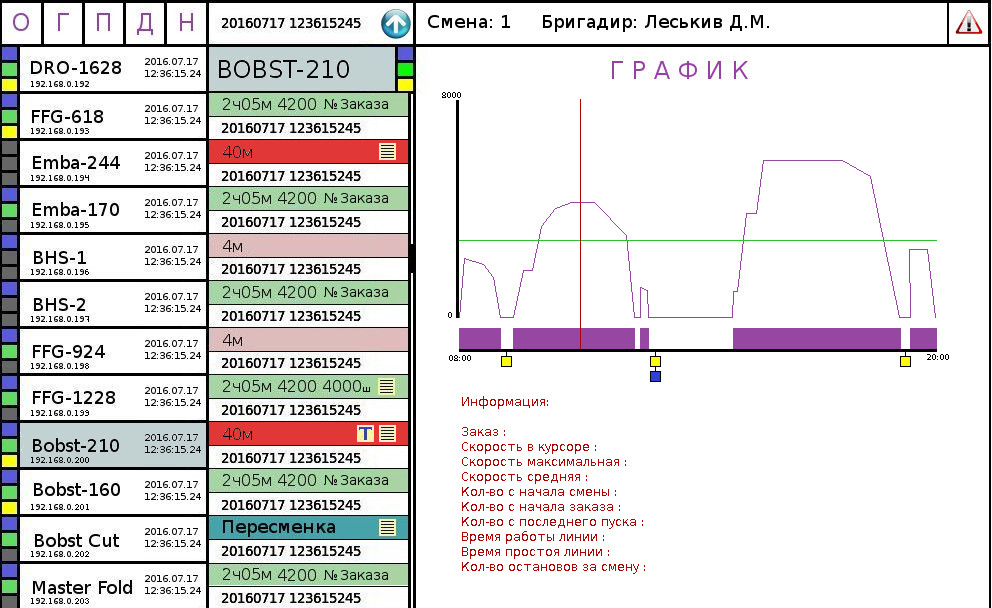 О Г П Д Н
20160717 123615245
Смена: 1 Бригадир: Леськив Д.М.
DRO-1628 2016.07.17
12:36:15.24
192.168.0.192
FFG-618 2016.07.17
12:36:15.24
192.168.0.193
Emba-244 2016.07.17
12:36:15.24
192.168.0.194
Emba-170 2016.07.17
12:36:15.24
192.168.0.195
BHS-1 2016.07.17
12:36:15.24
192.168.0.196
BHS-2 2016.07.17
12:36:15.24
192.168.0.197
FFG-924 2016.07.17
12:36:15.24
192.168.0.198
FFG-1228 2016.07.17
12:36:15.24
192.168.0.199
Bobst-210 2016.07.17
12:36:15.24
192.168.0.200
Bobst-160 2016.07.17
12:36:15.24
192.168.0.201
Bobst Cut 2016.07.17
12:36:15.24
192.168.0.202
Master Fold 2016.07.17
12:36:15.24
192.168.0.203
BOBST-210
2ч05м 4200 №Заказа
20160717 123615245
40м
20160717 123615245
2ч05м 4200 №Заказа
20160717 123615245
4м
20160717 123615245
2ч05м 4200 №Заказа
20160717 123615245
4м
20160717 123615245
2ч05м 4200 4000ш
20160717 123615245
40м T
20160717 123615245
2ч05м 4200 №Заказа
20160717 123615245
Пересменка
20160717 123615245
2ч05м 4200 №Заказа
20160717 123615245
ГРАФИК
8000
0
08:00 20:00
Информация:
Заказ :
Скорость в курсоре :
Скорость максимальная :
Скорость средняя :
Кол-во с начала смены :
Кол-во с начала заказа :
Кол-во с последнего пуска :
Время работы линии :
Время простоя линии :
Кол-во остановов за смену :